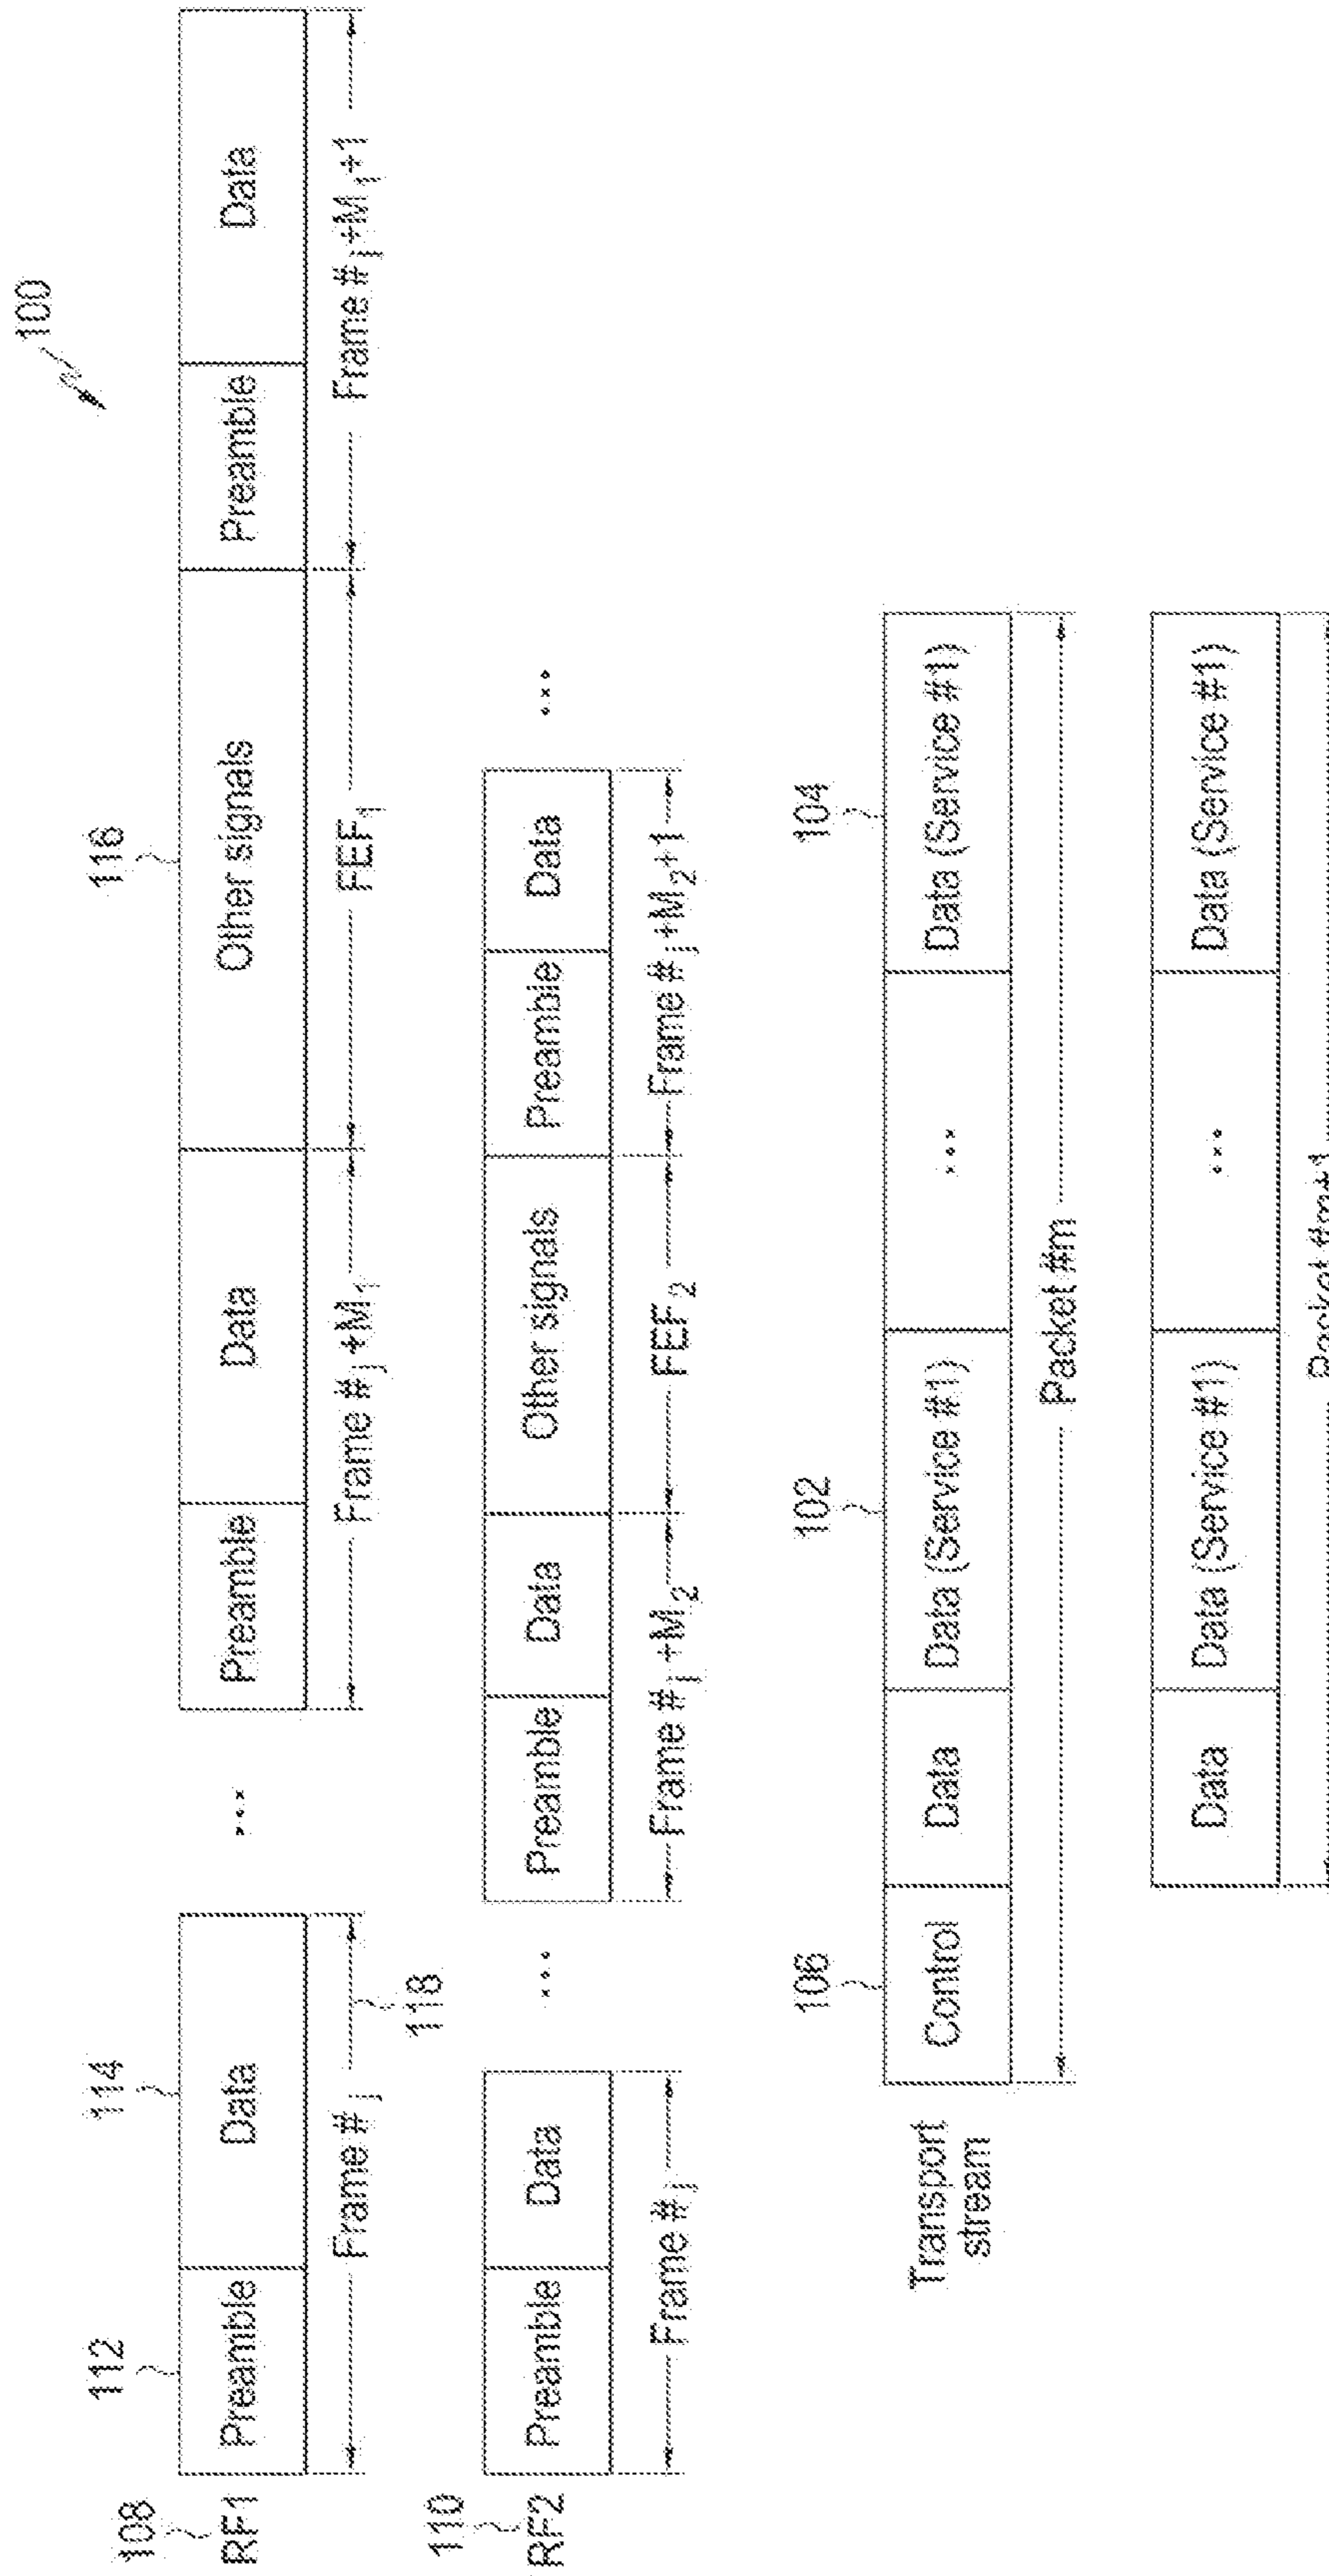 100
108
112
114
116
RF1
Preamble
Data
...
Preamble
Data
Other signals
Preamble
Data
Frame # j
Frame # j +M1
FEF1
Frame # j +M1+1
118
110
RF2
Preamble
Data
...
Preamble
Data
Other signals
Preamble
Data
...
Frame # j
Frame # j +M2
FEF2
Frame # j +M2+1
106
102
104
Transport
stream
Control
Data
Data (Service #1)
...
Data (Service #1)
Packet #m
Data
Data (Service #1)
...
Data (Service #1)
Packet #m+1